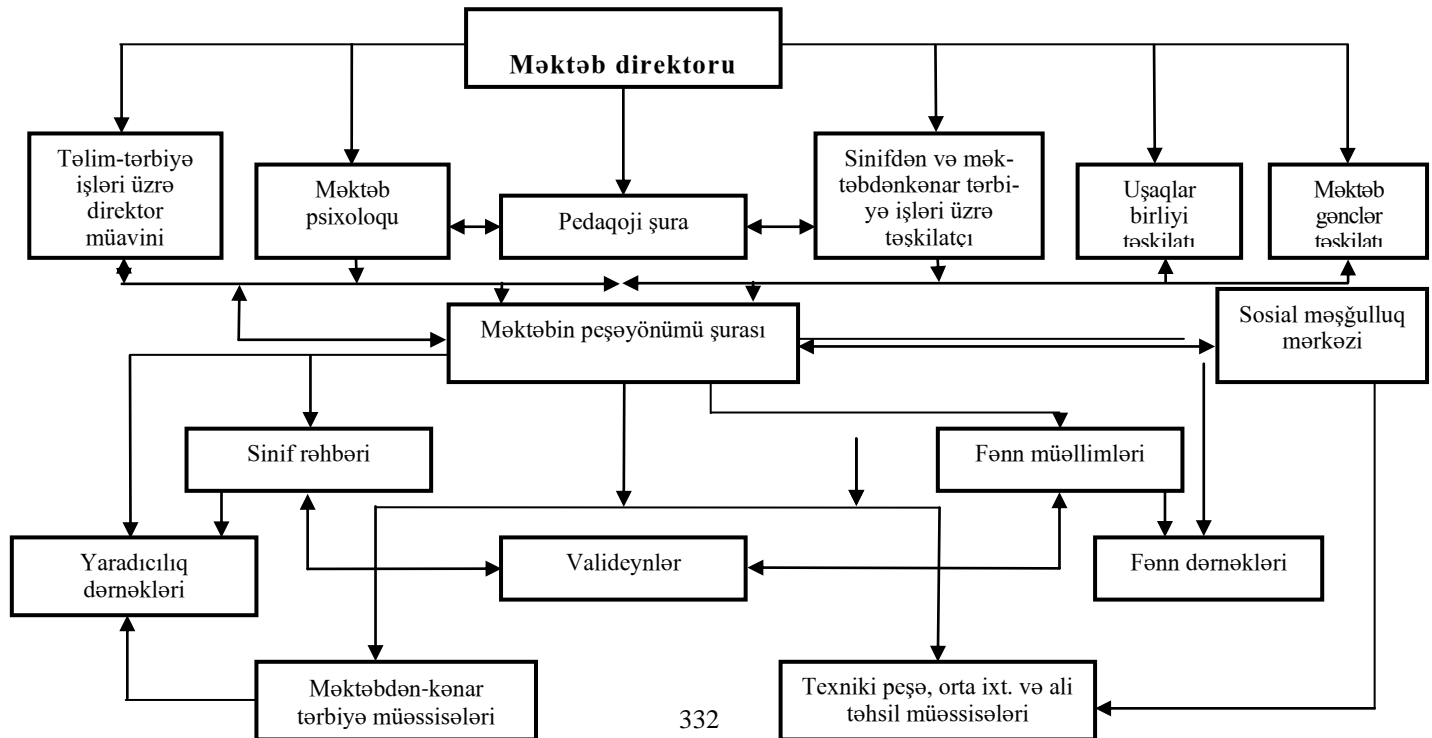 Məktəb direktoru
Təlim-tərbiyə
işləri üzrə
direktor
müavini
Məktəb
psixoloqu
Pedaqoji şura
Sinifdən və mək-
təbdənkənar tərbi-
yə işləri üzrə
təşkilatçı
Uşaqlar
birliyi
təşkilatı
Məktəb
gənclər
təşkilatı
Məktəbin peşəyönümü şurası
Sosial məşğulluq
mərkəzi
Sinif rəhbəri
Fənn müəllimləri
Yaradıcılıq
dərnəkləri
Valideynlər
Fənn dərnəkləri
Məktəbdən-kənar
tərbiyə müəssisələri
Texniki peşə, orta ixt. və ali
təhsil müəssisələri
332